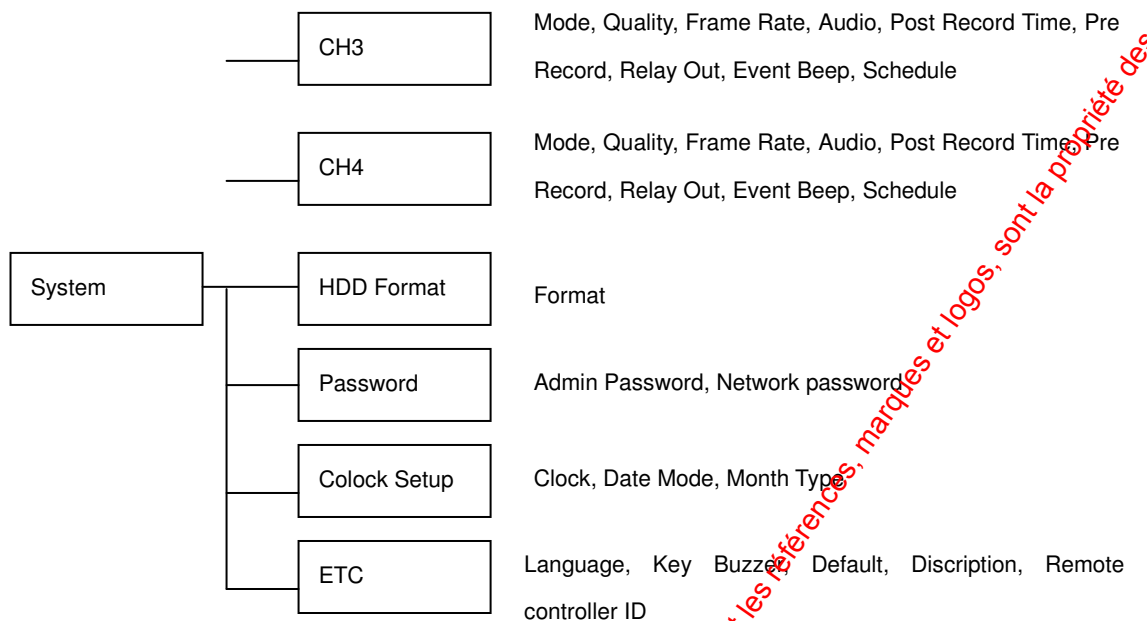 CH3
Mode, Quality, Frame Rate, Audio, Post Record Time, Pre
Record, Relay Out, Event Beep, Schedule
CH4
Mode, Quality, Frame Rate, Audio, Post Record Time, Pre
Record, Relay Out, Event Beep, Schedule
System
HDD Format
Format
Password
Admin Password, Network password
Colock Setup
Clock, Date Mode, Month Type
ETC
Language, Key Buzzer, Default, Discription, Remote
controller ID
les références, marques et logos, sont la propriété des